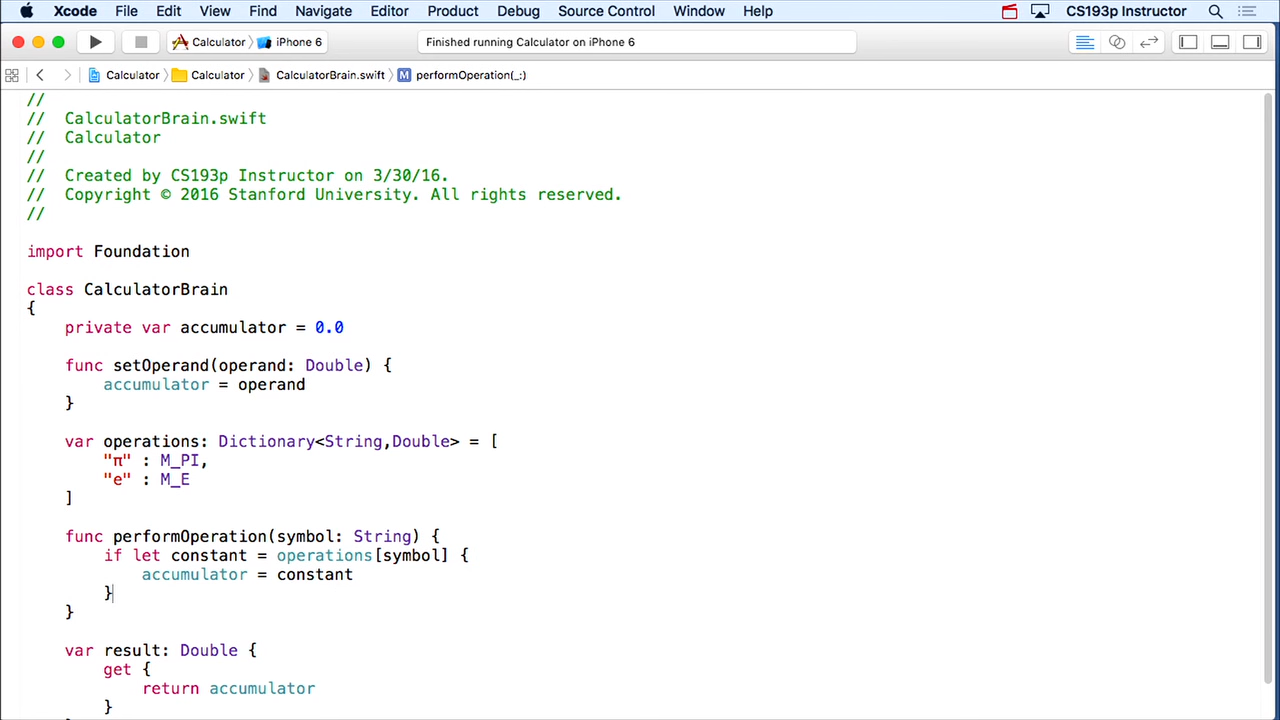 Xcode File Edit View Find Navigate Editor Product Debug Source Control Window Help CS193p Instructor
Calculator iPhone 6 Finished running Calculator on iPhone 6
Calculator Calculator CalculatorBrain.swift M performOperation(_:)
//
//  CalculatorBrain.swift
//  Calculator
//
//  Created by CS193p Instructor on 3/30/16.
//  Copyright © 2016 Stanford University. All rights reserved.
//
import Foundation
class CalculatorBrain
{
    private var accumulator = 0.0
    func setOperand(operand: Double) {
        accumulator = operand
    }
    var operations: Dictionary<String,Double> = [
        "π" : M_PI,
        "e" : M_E
    ]
    func performOperation(symbol: String) {
        if let constant = operations[symbol] {
            accumulator = constant
        }
    }
    var result: Double {
        get {
            return accumulator
        }